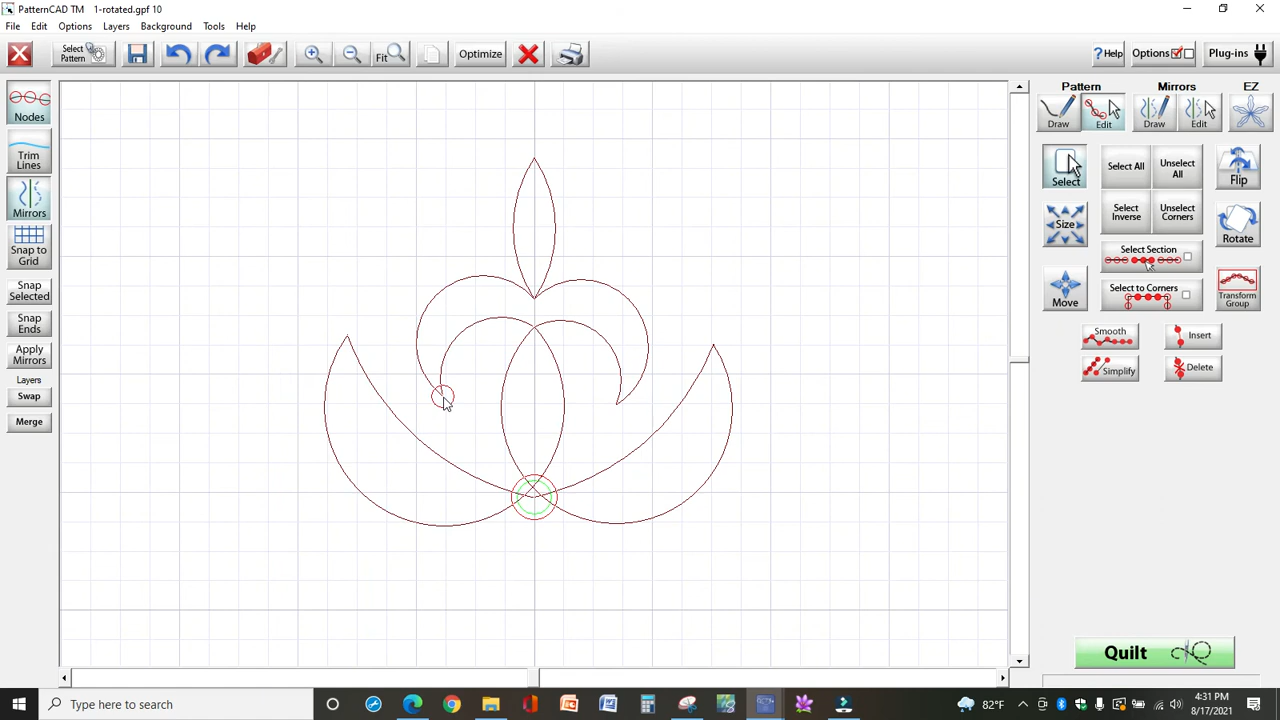 PatternCAD TM 1-rotated.gpf 10
File Edit Options Layers Background Tools Help
Select
Pattern
Fit
Optimize
?Help
Options
Plug-ins
Nodes
Trim
Lines
Mirrors
Snap to
Grid
Snap
Selected
Snap
Ends
Apply
Mirrors
Layers
Swap
Merge
Pattern Mirrors EZ
Draw Edit Draw Edit
Select
Select All
Unselect
All
Flip
Size
Select
Inverse
Unselect
Corners
Rotate
Select Section
Move
Select to Corners
Transform
Group
Smooth
Insert
Simplify
Delete
Quilt
Type here to search
82°F
4:31 PM
8/17/2021